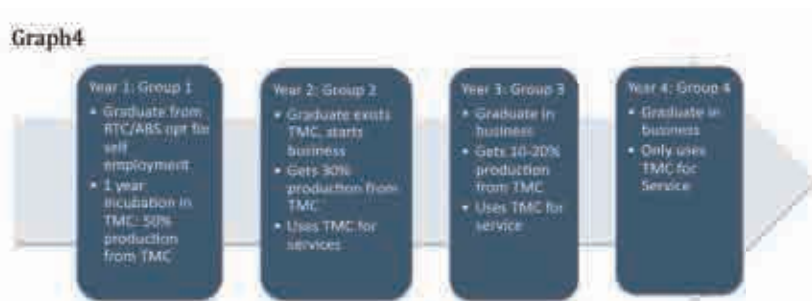 Graph4
Year 1: Group 1
• Graduate from
RTC/ABS opt for
self
employment
• 1 year
incubation in
TMC: 50%
production
from TMC
Year 2: Group 2
• Graduate exists
TMC, starts
business
• Gets 30%
production from
TMC
• Uses TMC for
services
Year 3: Group 3
• Graduate in
business
• Gets 10-20%
production
from TMC
• Uses TMC for
service
Year 4: Group 4
• Graduate in
business
• Only uses
TMC for
Service